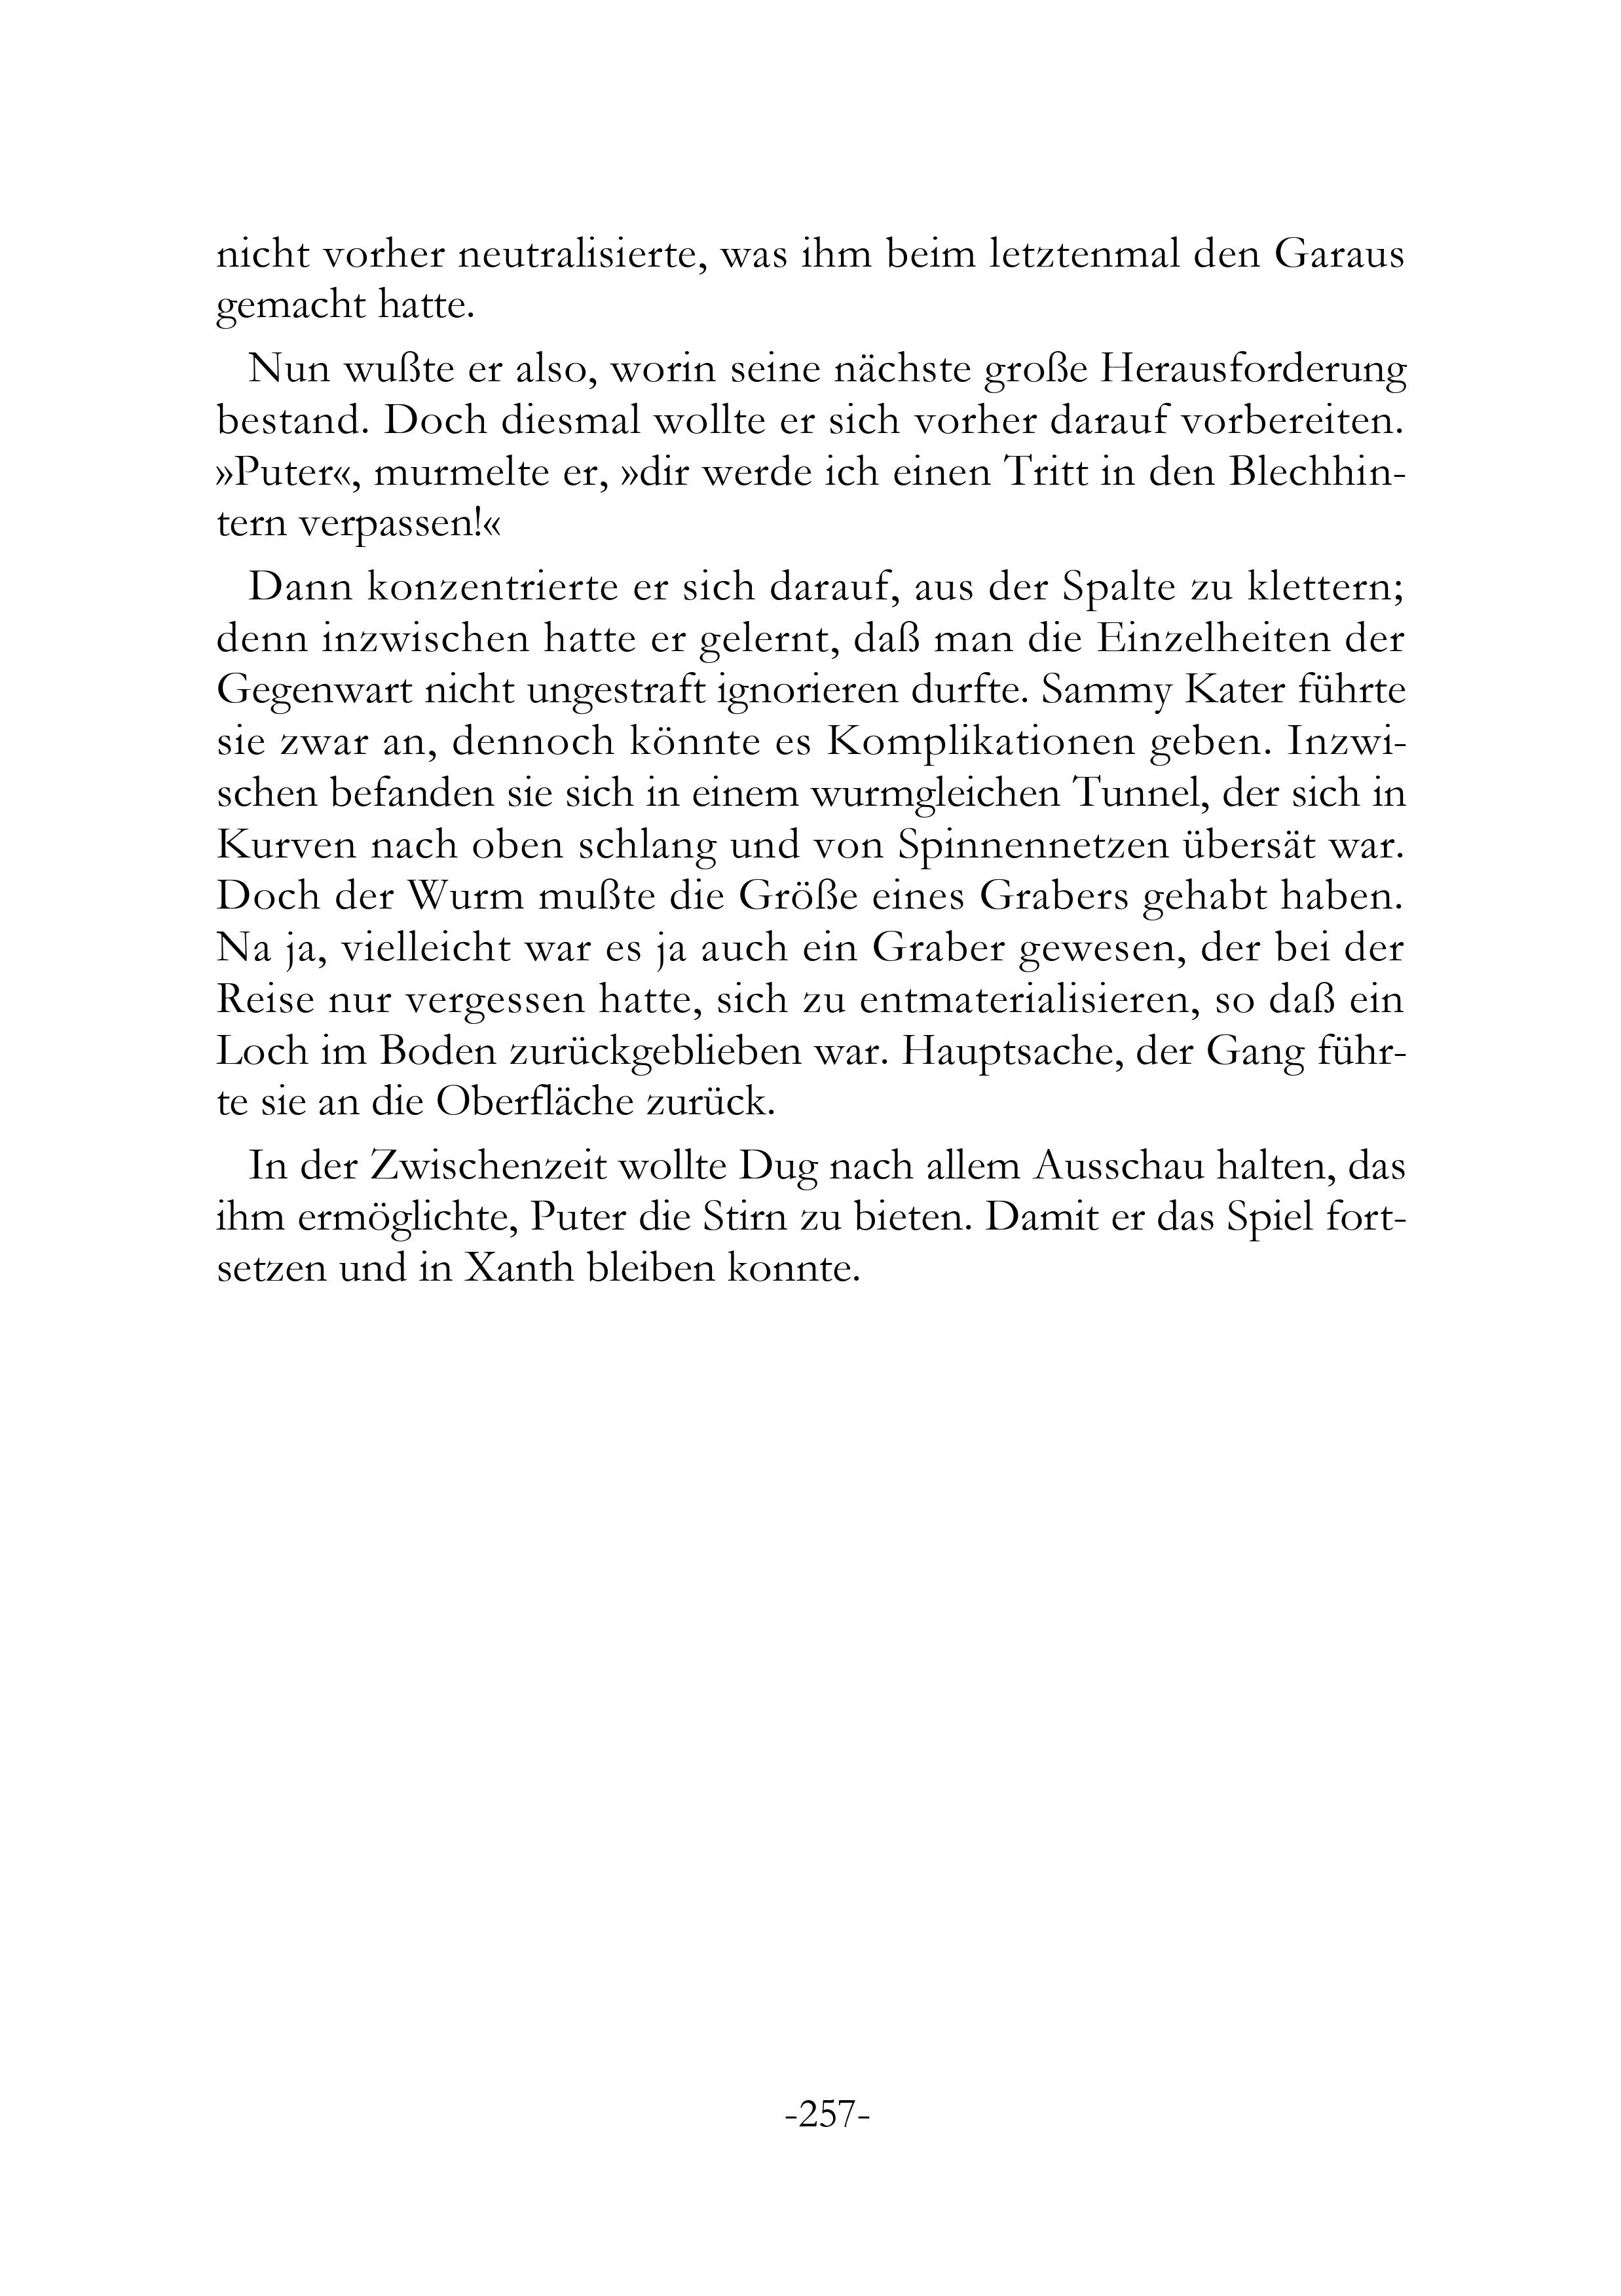 nicht vorher neutralisierte, was ihm beim letztenmal den Garaus
gemacht hatte.
Nun wußte er also, worin seine nächste große Herausforderung
bestand. Doch diesmal wollte er sich vorher darauf vorbereiten.
»Puter«, murmelte er, »dir werde ich einen Tritt in den Blechhin-
tern verpassen!«
Dann konzentrierte er sich darauf, aus der Spalte zu klettern;
denn inzwischen hatte er gelernt, daß man die Einzelheiten der
Gegenwart nicht ungestraft ignorieren durfte. Sammy Kater führte
sie zwar an, dennoch könnte es Komplikationen geben. Inzwi-
schen befanden sie sich in einem wurmgleichen Tunnel, der sich in
Kurven nach oben schlang und von Spinnennetzen übersät war.
Doch der Wurm mußte die Größe eines Grabers gehabt haben.
Na ja, vielleicht war es ja auch ein Graber gewesen, der bei der
Reise nur vergessen hatte, sich zu entmaterialisieren, so daß ein
Loch im Boden zurückgeblieben war. Hauptsache, der Gang führ-
te sie an die Oberfläche zurück.
In der Zwischenzeit wollte Dug nach allem Ausschau halten, das
ihm ermöglichte, Puter die Stirn zu bieten. Damit er das Spiel fort-
setzen und in Xanth bleiben konnte.
-257-